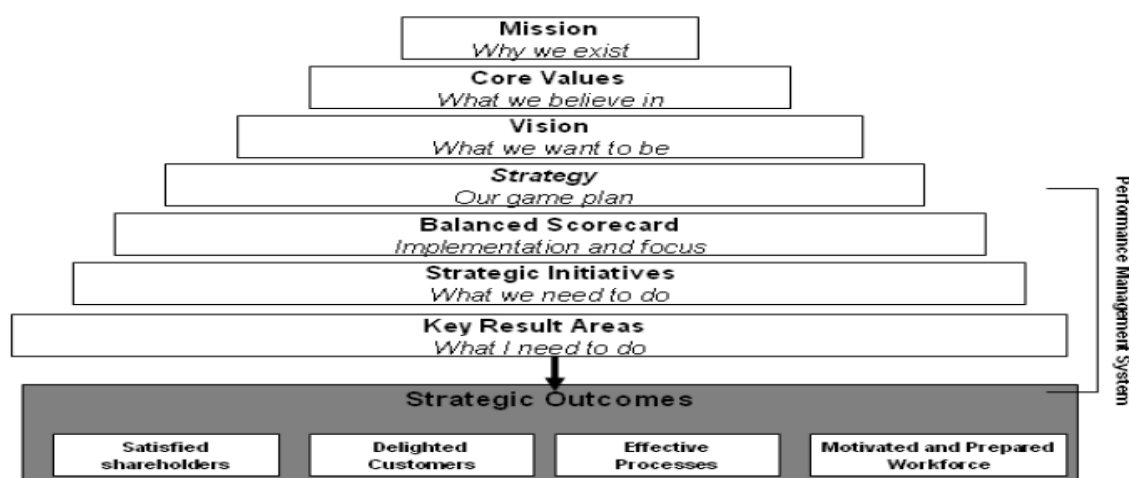 Mission
Why we exist
Core Values
What we believe in
Vision
What we want to be
Strategy
Our game plan
Balanced Scorecard
Implementation and focus
Strategic Initiatives
What we need to do
Key Result Areas
What I need to do
Performance Management System
Strategic Outcomes
Satisfied
shareholders
Delighted
Customers
Effective
Processes
Motivated and Prepared
Workforce